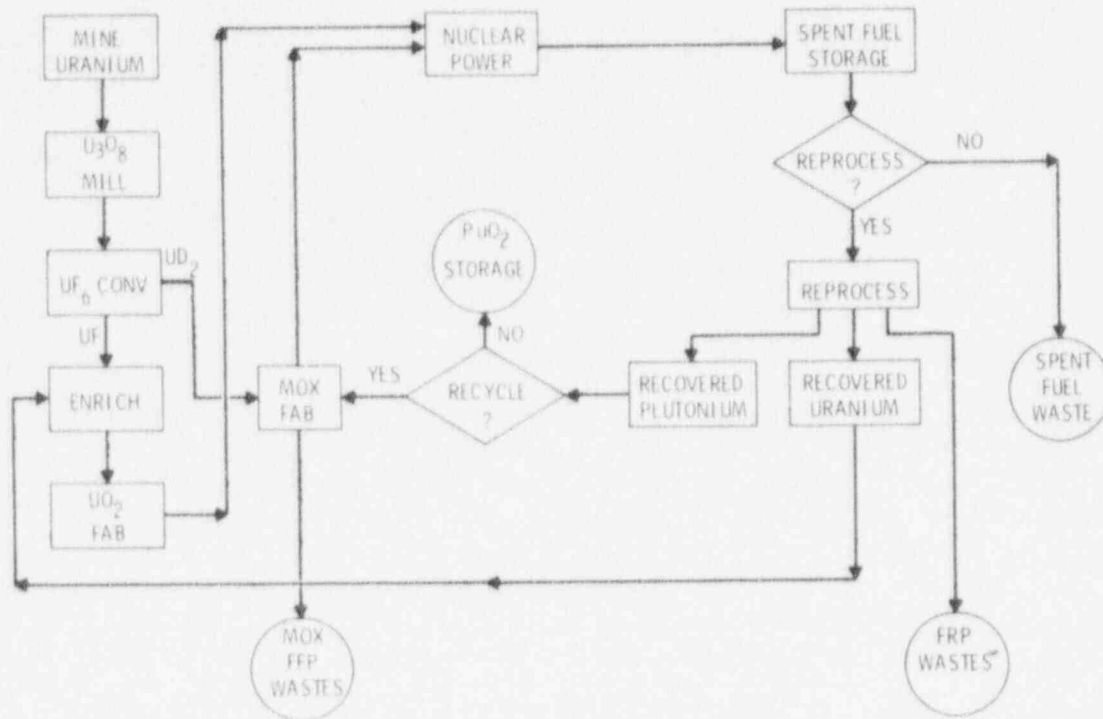 MINE
URANIUM
U₃O₈
MILL
UD₂
UF₆ CONV
UF
ENRICH
UO₂
FAB
NUCLEAR
POWER
SPENT FUEL
STORAGE
REPROCESS
?
NO
YES
REPROCESS
PuO₂
STORAGE
NO
RECYCLE
?
YES
MOX
FAB
RECOVERED
PLUTONIUM
RECOVERED
URANIUM
SPENT
FUEL
WASTE
MOX
FFP
WASTES
FRP
WASTES